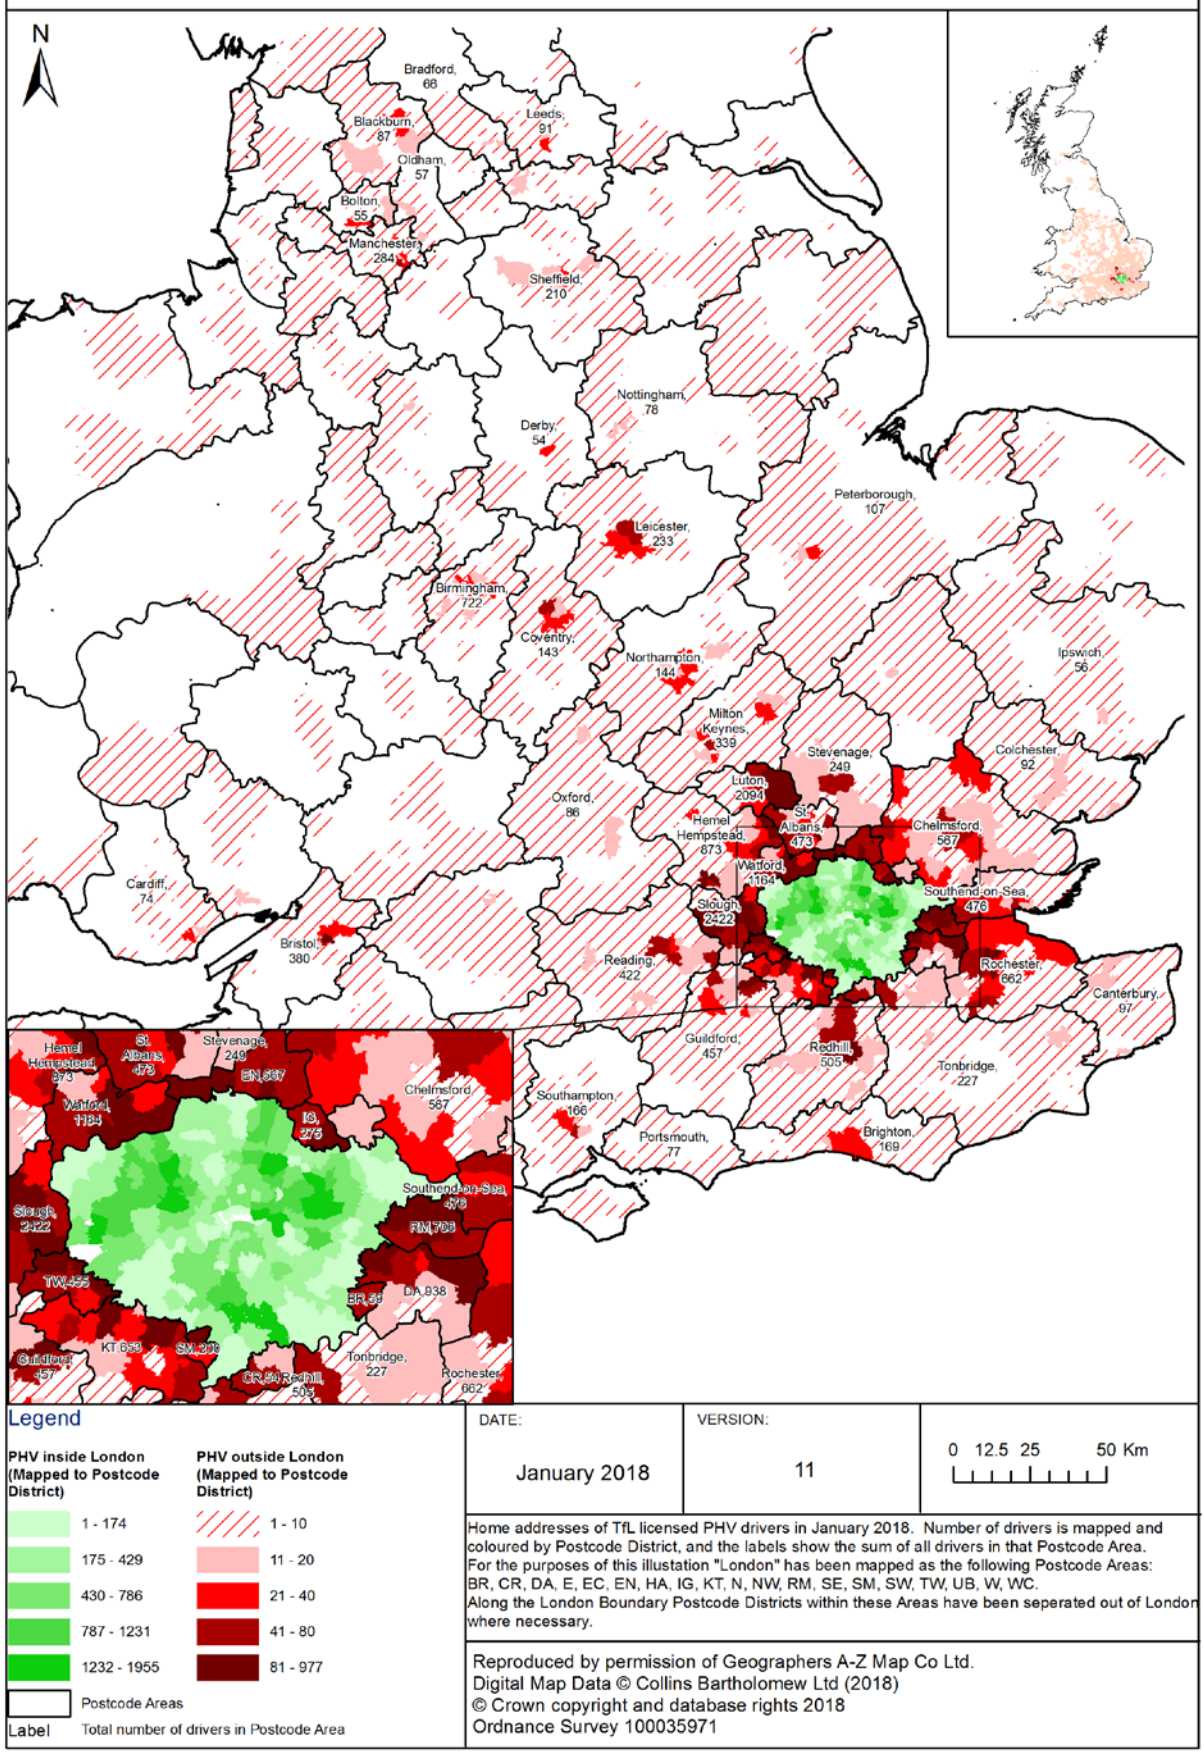 N
Bradford,
66
Blackburn,
87
Leeds,
91
Oldham,
57
Bolton,
55
Manchester,
284
Sheffield,
210
Nottingham,
78
Derby,
54
Peterborough,
107
Leicester,
233
Birmingham,
722
Coventry,
143
Northampton,
144
Ipswich,
56
Milton
Keynes,
339
Stevenage,
249
Colchester,
92
Luton,
2094
Oxford,
86
Hemel
Hempstead,
873
St.
Albans,
473
Chelmsford,
567
Watford,
1164
Cardiff,
74
Slough,
2422
Southend-on-Sea,
476
Bristol,
380
Reading,
422
Rochester,
662
Canterbury,
97
Guildford,
457
Redhill,
505
Tonbridge,
227
Southampton,
166
Portsmouth,
77
Brighton,
169
Hemel
Hempstead,
873
St.
Albans,
473
Stevenage,
249
EN,567
Watford,
1164
IG,
275
Chelmsford,
567
Southend-on-Sea,
476
Slough,
2422
RM,706
TW,455
BR,59
DA,938
KT,653
Guildford,
457
CR,54
Redhill,
505
Tonbridge,
227
Rochester,
662
Legend
PHV inside London
(Mapped to Postcode
District)
1 - 174
175 - 429
430 - 786
787 - 1231
1232 - 1955
PHV outside London
(Mapped to Postcode
District)
1 - 10
11 - 20
21 - 40
41 - 80
81 - 977
Postcode Areas
Label Total number of drivers in Postcode Area
DATE:
January 2018
VERSION:
11
0 12.5 25 50 Km
Home addresses of TfL licensed PHV drivers in January 2018. Number of drivers is mapped and
coloured by Postcode District, and the labels show the sum of all drivers in that Postcode Area.
For the purposes of this illustation "London" has been mapped as the following Postcode Areas:
BR, CR, DA, E, EC, EN, HA, IG, KT, N, NW, RM, SE, SM, SW, TW, UB, W, WC.
Along the London Boundary Postcode Districts within these Areas have been seperated out of London
where necessary.
Reproduced by permission of Geographers A-Z Map Co Ltd.
Digital Map Data © Collins Bartholomew Ltd (2018)
© Crown copyright and database rights 2018
Ordnance Survey 100035971